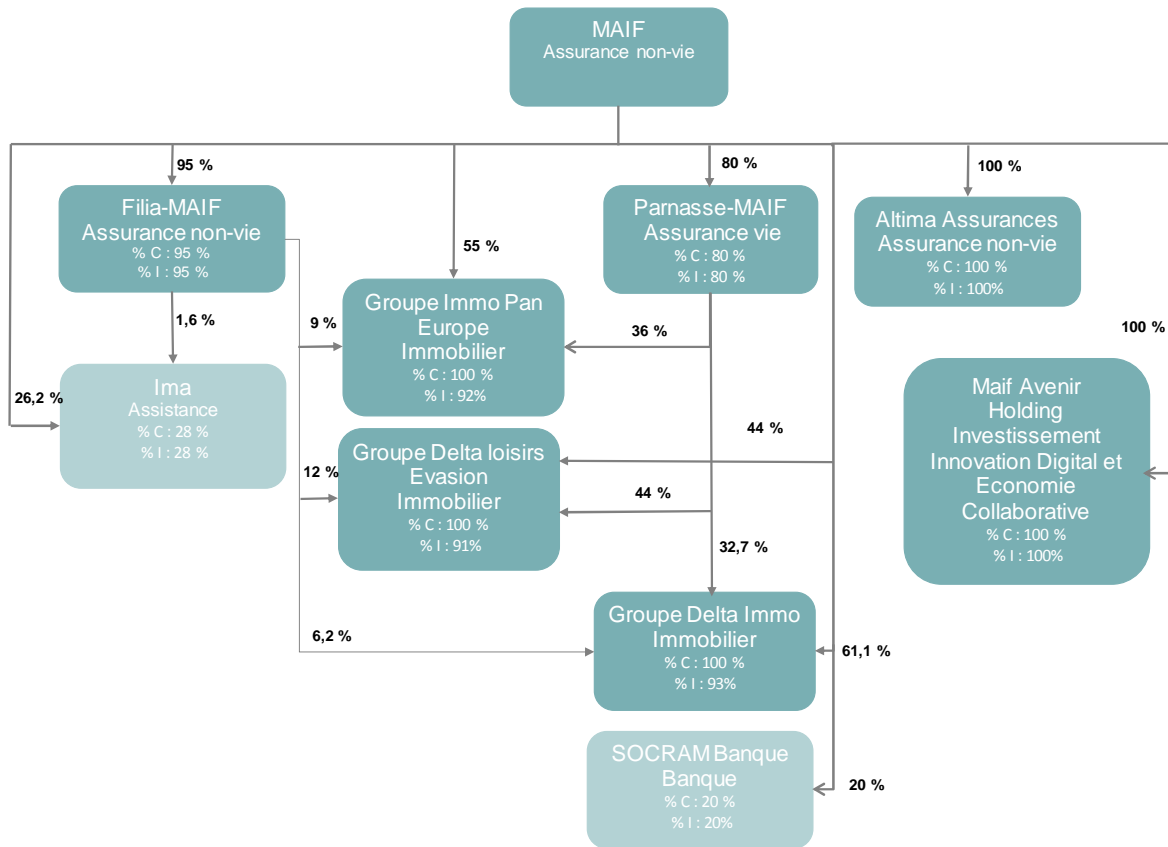 MAIF
Assurance non-vie
95 %
80 %
100 %
Filia-MAIF
Assurance non-vie
% C : 95 %
% I : 95 %
55 %
Parnasse-MAIF
Assurance vie
% C : 80 %
% I : 80 %
Altima Assurances
Assurance non-vie
% C : 100 %
% I : 100%
1,6 %
9 %
Groupe Immo Pan
Europe
Immobilier
% C : 100 %
% I : 92%
36 %
100 %
26,2 %
Ima
Assistance
% C : 28 %
% I : 28 %
Maif Avenir
Holding
Investissement
Innovation Digital et
Economie
Collaborative
% C : 100 %
% I : 100%
44 %
12 %
Groupe Delta loisirs
Evasion
Immobilier
% C : 100 %
% I : 91%
44 %
32,7 %
6,2 %
Groupe Delta Immo
Immobilier
% C : 100 %
% I : 93%
61,1 %
SOCRAM Banque
Banque
% C : 20 %
% I : 20%
20 %